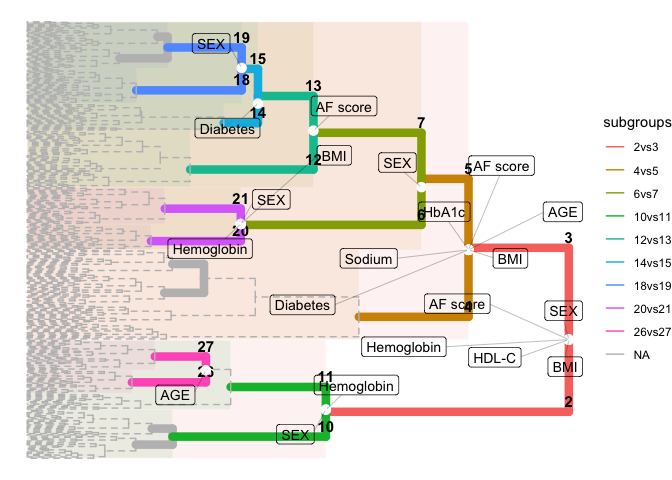 SEX
19
15
18
13
AF score
14
Diabetes
7
12
BMI
SEX
5
AF score
21
SEX
HbA1c
AGE
6
20
Hemoglobin
3
Sodium
BMI
Diabetes
AF score
4
SEX
Hemoglobin
HDL-C
BMI
27
26
11
Hemoglobin
AGE
2
10
SEX
subgroups
2vs3
4vs5
6vs7
10vs11
12vs13
14vs15
18vs19
20vs21
26vs27
NA